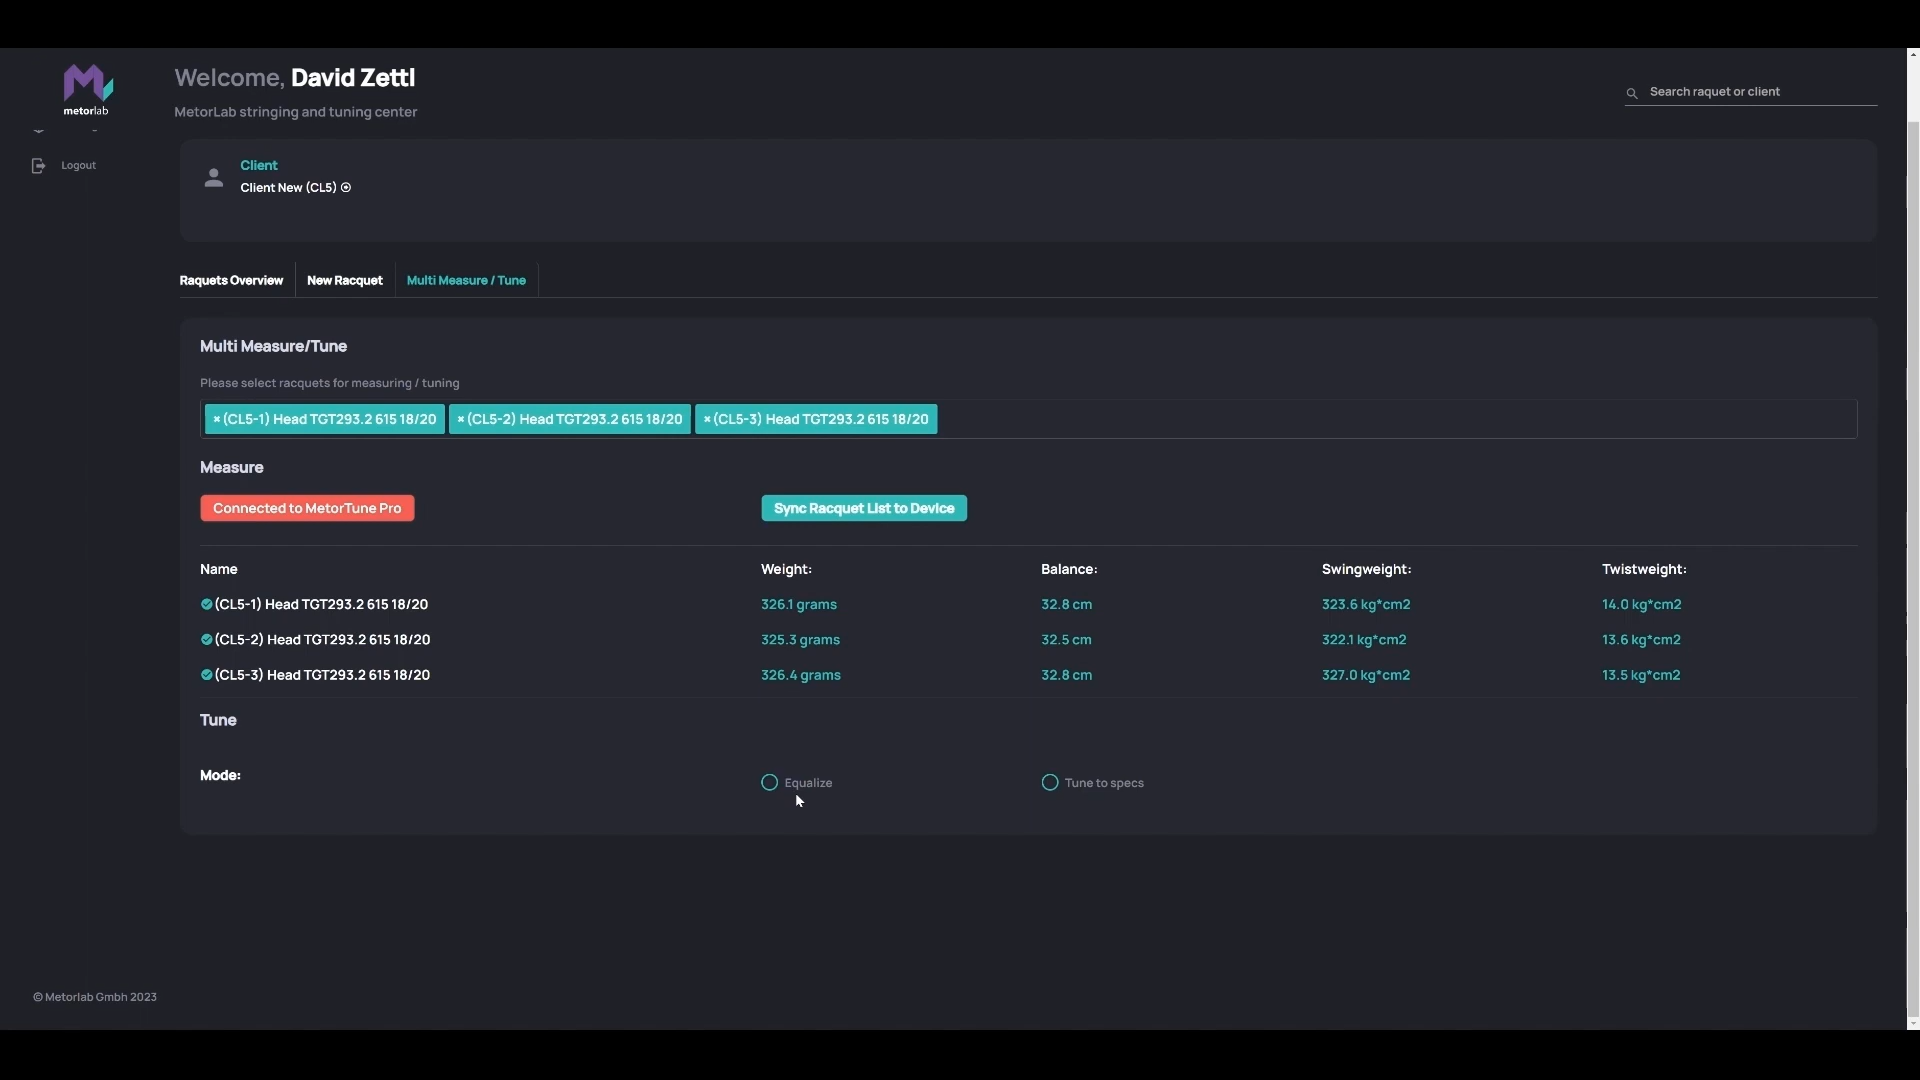 metorlab
Welcome, David Zettl
MetorLab stringing and tuning center
Search raquet or client
Logout
Client
Client New (CL5)
Raquets Overview
New Racquet
Multi Measure / Tune
Multi Measure/Tune
Please select racquets for measuring / tuning
× (CL5-1) Head TGT293.2 615 18/20
× (CL5-2) Head TGT293.2 615 18/20
× (CL5-3) Head TGT293.2 615 18/20
Measure
Connected to MetorTune Pro
Sync Racquet List to Device
Name Weight: Balance: Swingweight: Twistweight:
(CL5-1) Head TGT293.2 615 18/20 326.1 grams 32.8 cm 323.6 kg*cm2 14.0 kg*cm2
(CL5-2) Head TGT293.2 615 18/20 325.3 grams 32.5 cm 322.1 kg*cm2 13.6 kg*cm2
(CL5-3) Head TGT293.2 615 18/20 326.4 grams 32.8 cm 327.0 kg*cm2 13.5 kg*cm2
Tune
Mode: Equalize Tune to specs
© Metorlab Gmbh 2023